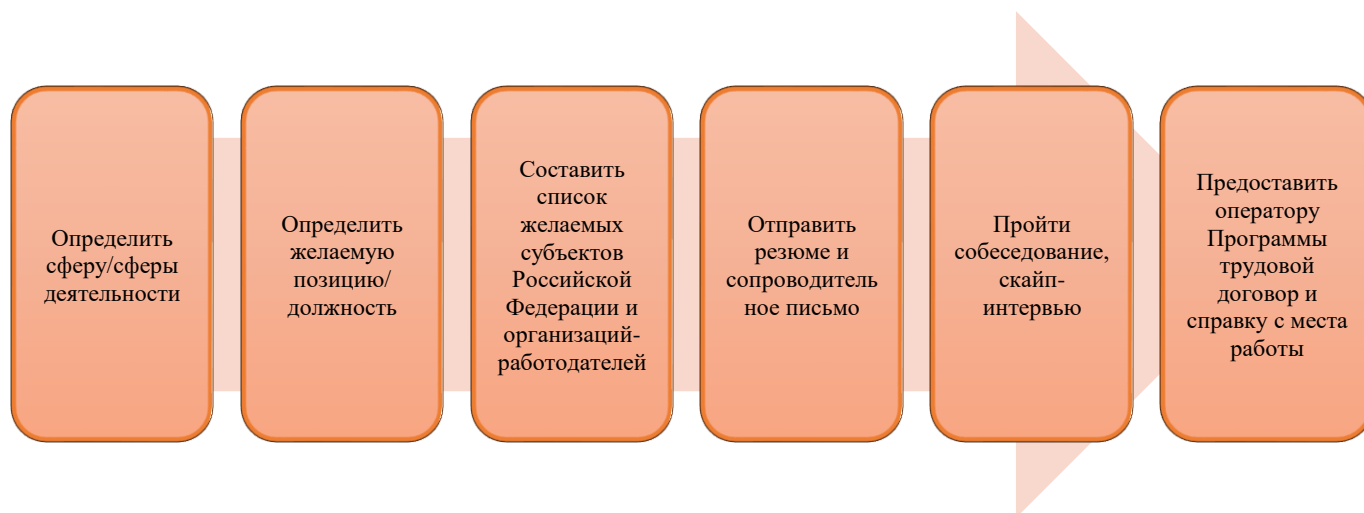 Определить
сферу/сферы
деятельности
Определить
желаемую
позицию/
должность
Составить
список
желаемых
субъектов
Российской
Федерации и
организаций-
работодателей
Отправить
резюме и
сопроводитель
ное письмо
Пройти
собеседование,
скайп-
интервью
Предоставить
оператору
Программы
трудовой
договор и
справку с места
работы